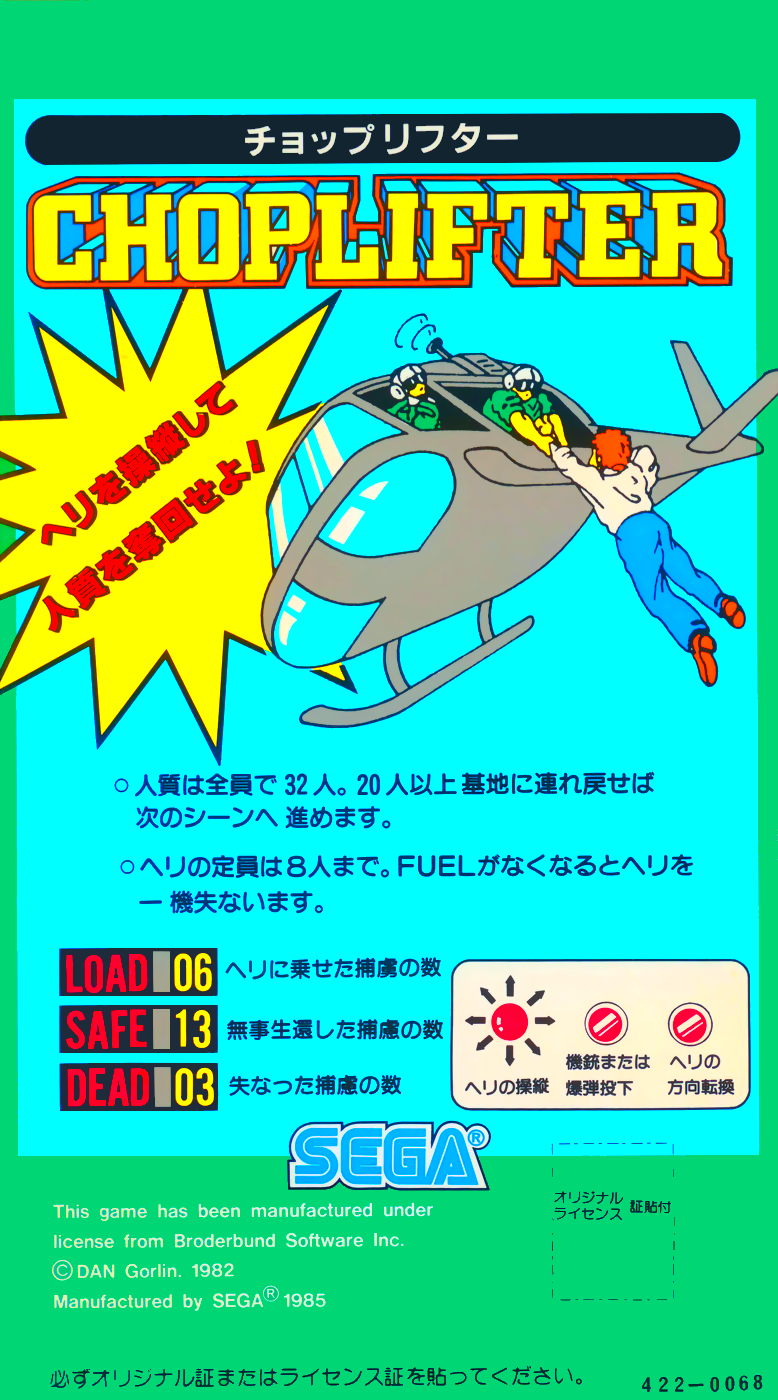 チョップリフター
CHOPLIFTER
ヘリを操縦して
人質を奪回せよ!
○人質は全員で 32人。20人以上基地に連れ戻せば
次のシーンへ 進めます。
○ヘリの定員は8人まで。FUELがなくなるとヘリを
一 機失ないます。
LOAD 06 ヘリに乗せた捕虜の数
SAFE 13 無事生還した捕慮の数
DEAD 03 失なった捕慮の数
ヘリの操縦
機銃または
爆弾投下
ヘリの
方向転換
SEGA®
This game has been manufactured under
license from Broderbund Software Inc.
©DAN Gorlin. 1982
Manufactured by SEGA® 1985
オリジナル
ライセンス
証貼付
必ずオリジナル証またはライセンス証を貼ってください。
422-0068